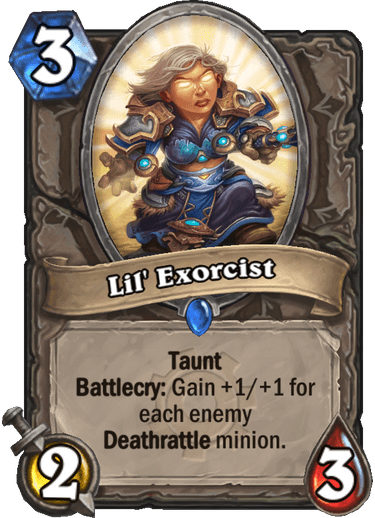 3
Lil' Exorcist
Taunt
Battlecry: Gain +1/+1 for
each enemy
Deathrattle minion.
2
3